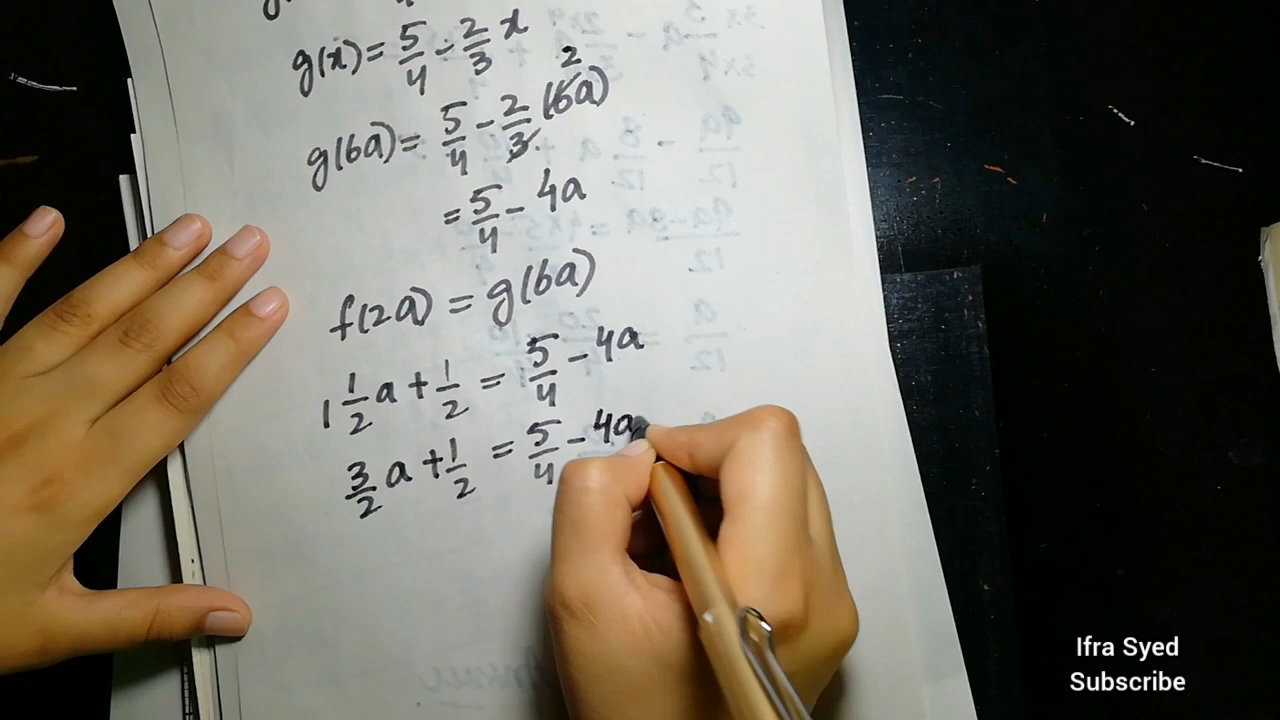 g(x) = 5/4 - 2/3 x
2
g(6a) = 5/4 - 2/3 (6a)
= 5/4 - 4a
f(2a) = g(6a)
1 1/2 a + 1/2 = 5/4 - 4a
3/2 a + 1/2 = 5/4 - 4a
Ifra Syed
Subscribe